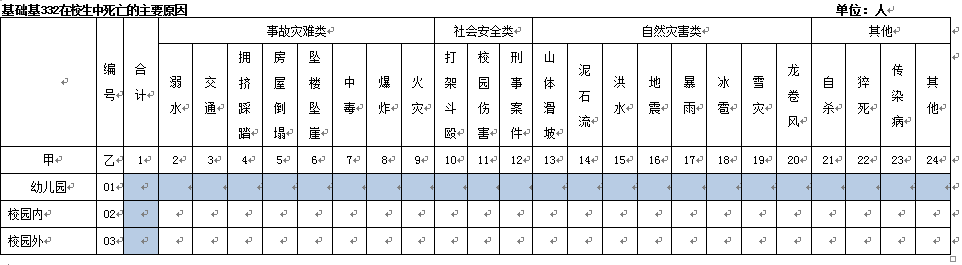 基础基332在校生中死亡的主要原因 单位：人
编号 合计 事故灾难类 社会安全类 自然灾害类 其他
溺水 交通 拥挤踩踏 房屋倒塌 坠楼坠崖 中毒 爆炸 火灾 打架斗殴 校园伤害 刑事案件 山体滑坡 泥石流 洪水 地震 暴雨 冰雹 雪灾 龙卷风 自杀 猝死 传染病 其他
甲 乙 1 2 3 4 5 6 7 8 9 10 11 12 13 14 15 16 17 18 19 20 21 22 23 24
幼儿园 01
校园内 02
校园外 03